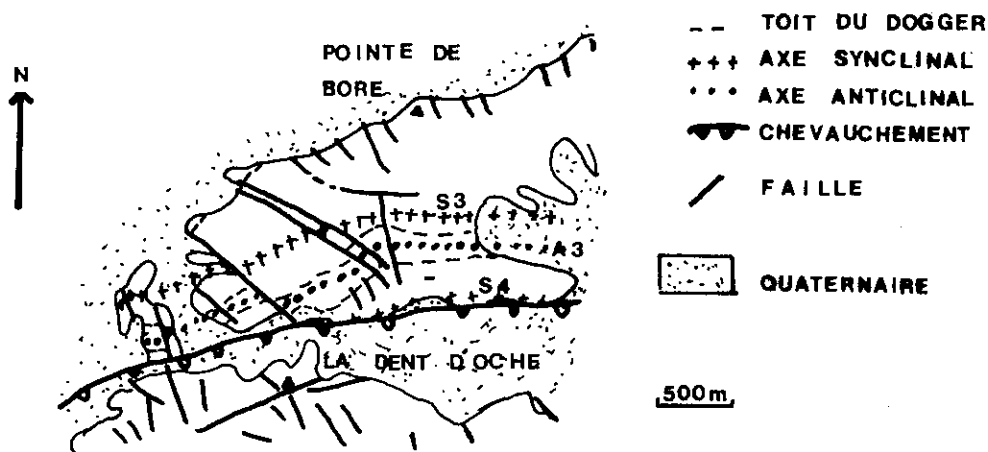 N
POINTE DE
BORE
S3
A3
S4
LA DENT D'OCHE
TOIT DU DOGGER
AXE SYNCLINAL
AXE ANTICLINAL
CHEVAUCHEMENT
FAILLE
QUATERNAIRE
500m